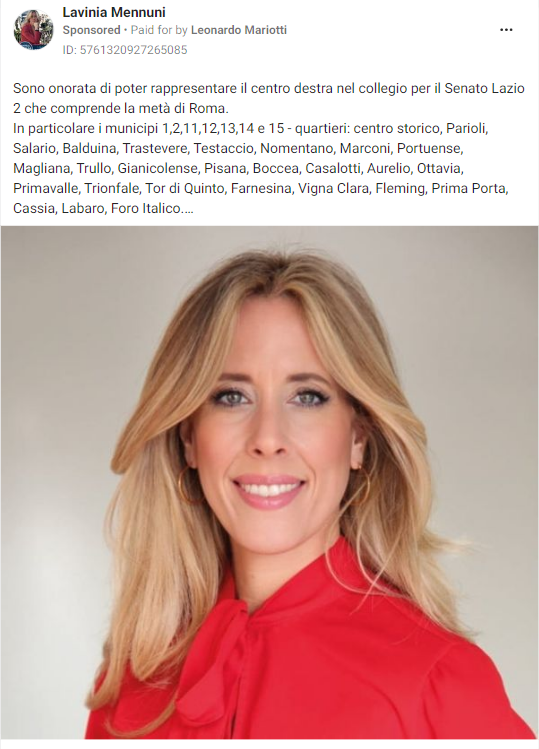 Lavinia Mennuni
Sponsored • Paid for by Leonardo Mariotti
ID: 5761320927265085
Sono onorata di poter rappresentare il centro destra nel collegio per il Senato Lazio
2 che comprende la metà di Roma.
In particolare i municipi 1,2,11,12,13,14 e 15 - quartieri: centro storico, Parioli,
Salario, Balduina, Trastevere, Testaccio, Nomentano, Marconi, Portuense,
Magliana, Trullo, Gianicolense, Pisana, Boccea, Casalotti, Aurelio, Ottavia,
Primavalle, Trionfale, Tor di Quinto, Farnesina, Vigna Clara, Fleming, Prima Porta,
Cassia, Labaro, Foro Italico.…